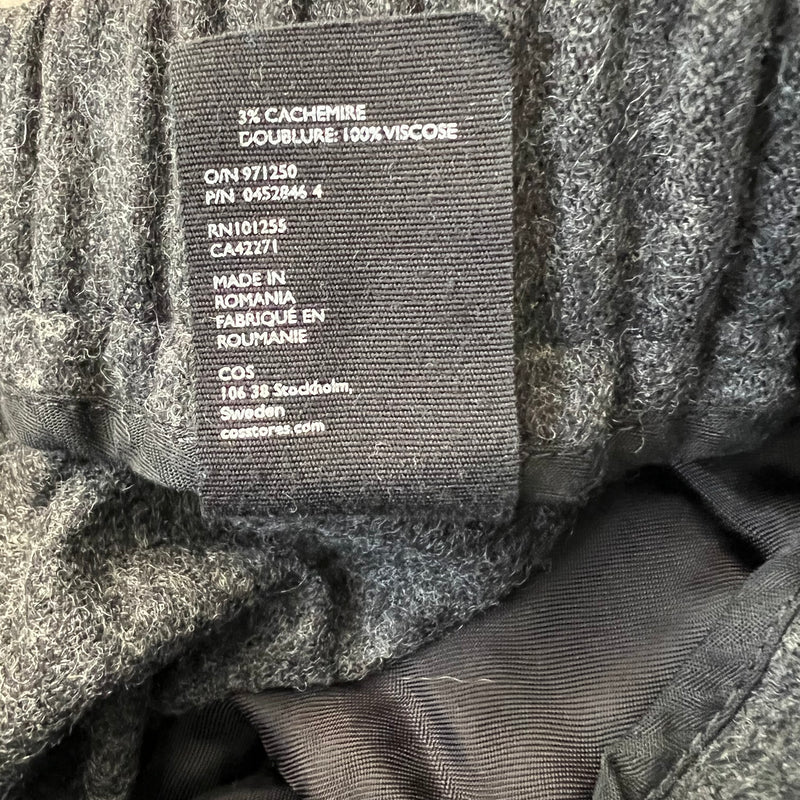 3% CACHEMIRE
DOUBLURE: 100% VISCOSE
O/N 971250
P/N 0452846 4
RN101255
CA42271
MADE IN
ROMANIA
FABRIQUÉ EN
ROUMANIE
COS
106 38 Stockholm,
Sweden
cosstores.com